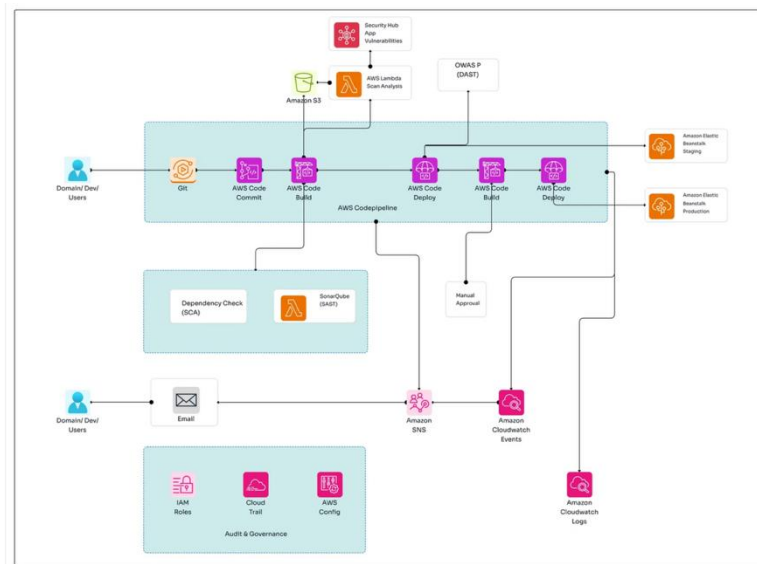 Security Hub
App
Vulnerabilities
OWAS P
(DAST)
AWS Lambda
Scan Analysis
Amazon S3
Amazon Elastic
Beanstalk
Staging
Domain/ Dev/
Users
Git
AWS Code
Commit
AWS Code
Build
AWS Code
Deploy
AWS Code
Build
AWS Code
Deploy
Amazon Elastic
Beanstalk
Production
AWS Codepipeline
Dependency Check
(SCA)
SonarQube
(SAST)
Manual
Approval
Domain/ Dev/
Users
Email
Amazon
SNS
Amazon
Cloudwatch
Events
IAM
Roles
Cloud
Trail
AWS
Config
Amazon
Cloudwatch
Logs
Audit & Governance